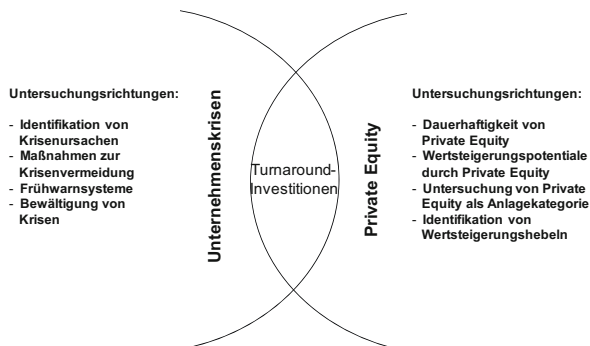 Untersuchungsrichtungen:
- Identifikation von
Krisenursachen
- Maßnahmen zur
Krisenvermeidung
- Frühwarnsysteme
- Bewältigung von
Krisen
Unternehmenskrisen
Turnaround-
Investitionen
Private Equity
Untersuchungsrichtungen:
- Dauerhaftigkeit von
Private Equity
- Wertsteigerungspotentiale
durch Private Equity
- Untersuchung von Private
Equity als Anlagekategorie
- Identifikation von
Wertsteigerungshebeln